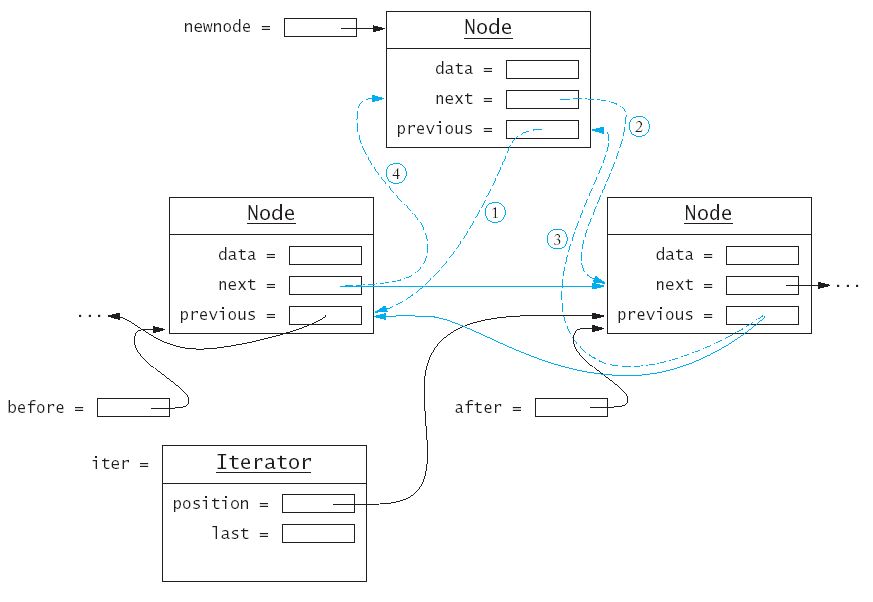 newnode =
Node
data =
next =
previous =
2
4
1
3
Node
data =
next =
previous =
...
Node
data =
next =
previous =
...
before =
after =
iter =
Iterator
position =
last =